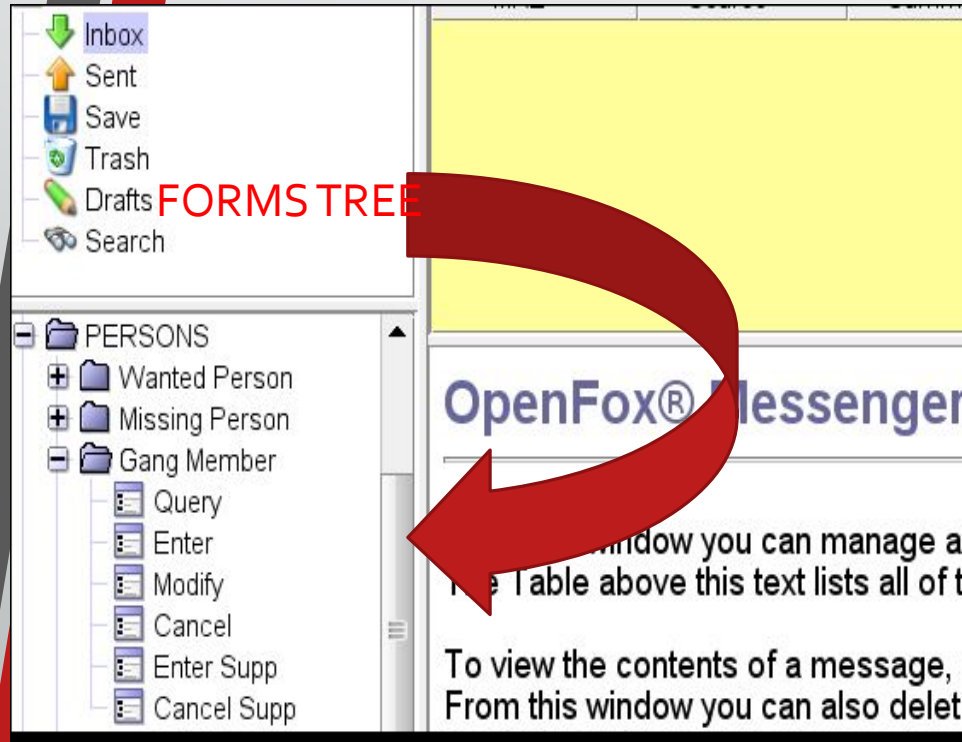 Inbox
Sent
Save
Trash
Drafts FORMS TREE
Search
PERSONS
Wanted Person
Missing Person
Gang Member
Query
Enter
Modify
Cancel
Enter Supp
Cancel Supp
OpenFox® Messenger
window you can manage a
Table above this text lists all of
To view the contents of a message,
From this window you can also delet